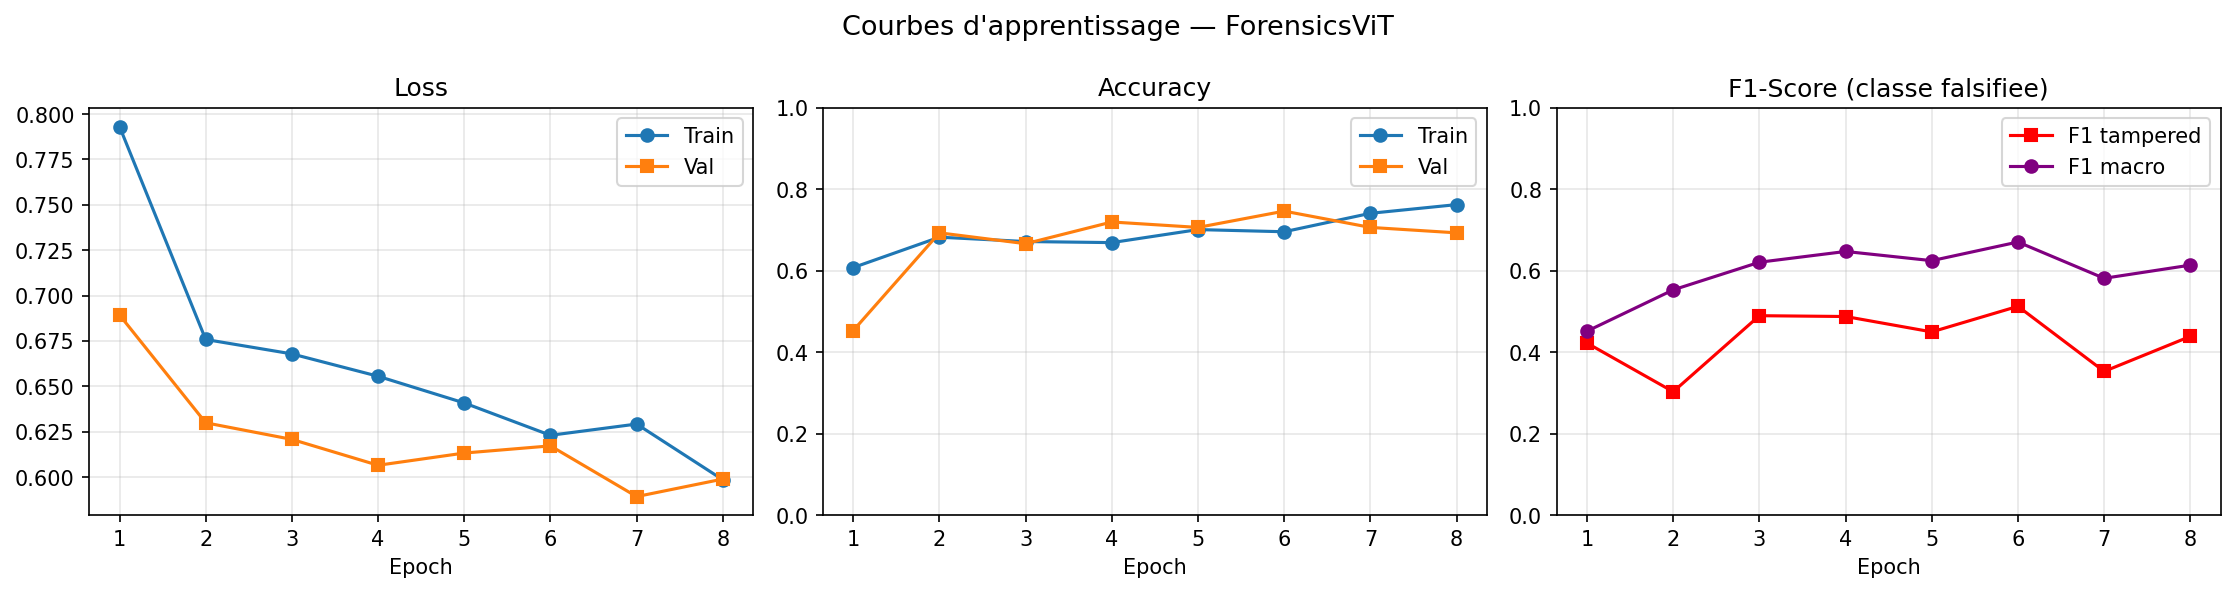 Courbes d'apprentissage — ForensicsViT
Loss
0.800
0.775
0.750
0.725
0.700
0.675
0.650
0.625
0.600
1 2 3 4 5 6 7 8
Epoch
Train
Val
Accuracy
1.0
0.8
0.6
0.4
0.2
0.0
1 2 3 4 5 6 7 8
Epoch
Train
Val
F1-Score (classe falsifiee)
1.0
0.8
0.6
0.4
0.2
0.0
1 2 3 4 5 6 7 8
Epoch
F1 tampered
F1 macro